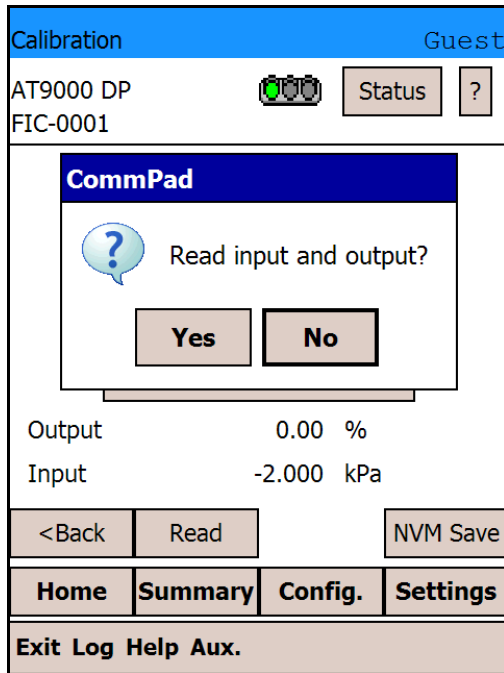 Calibration Guest
AT9000 DP Status ?
FIC-0001
CommPad
? Read input and output?
Yes No
Output 0.00 %
Input -2.000 kPa
<Back Read NVM Save
Home Summary Config. Settings
Exit Log Help Aux.